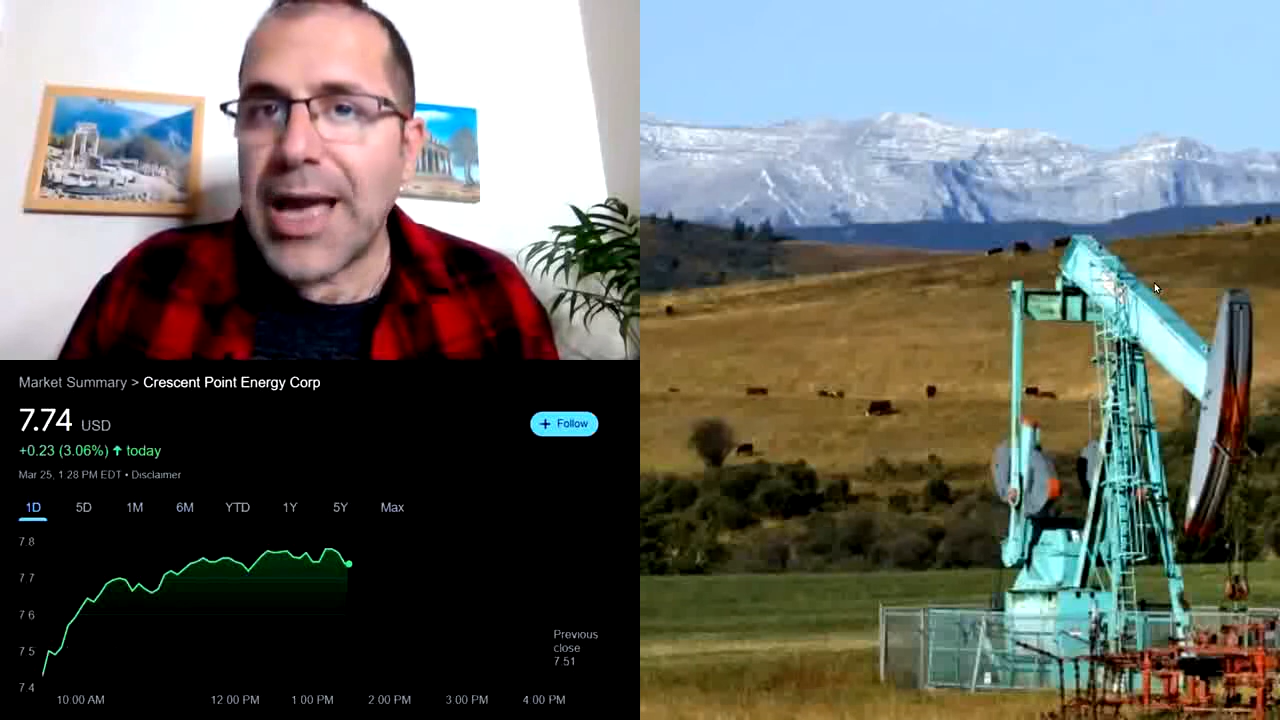 Market Summary > Crescent Point Energy Corp
7.74 USD
+ Follow
+0.23 (3.06%) ↑ today
Mar 25, 1:28 PM EDT • Disclaimer
1D 5D 1M 6M YTD 1Y 5Y Max
7.8
7.7
7.6
7.5
7.4
Previous
close
7.51
10:00 AM 12:00 PM 1:00 PM 2:00 PM 3:00 PM 4:00 PM